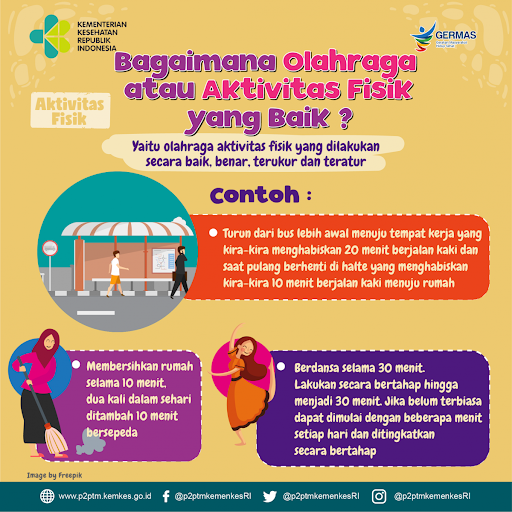 KEMENTERIAN
KESEHATAN
REPUBLIK
INDONESIA
GERMAS
Bagaimana Olahraga
atau Aktivitas Fisik
yang Baik ?
Aktivitas
Fisik
Yaitu olahraga aktivitas fisik yang dilakukan
secara baik, benar, terukur dan teratur
Contoh :
Turun dari bus lebih awal menuju tempat kerja yang
kira-kira menghabiskan 20 menit berjalan kaki dan
saat pulang berhenti di halte yang menghabiskan
kira-kira 10 menit berjalan kaki menuju rumah
Membersihkan rumah
selama 10 menit,
dua kali dalam sehari
ditambah 10 menit
bersepeda
Berdansa selama 30 menit.
Lakukan secara bertahap hingga
menjadi 30 menit. Jika belum terbiasa
dapat dimulai dengan beberapa menit
setiap hari dan ditingkatkan
secara bertahap
Image by Freepik
www.p2ptm.kemkes.go.id
@p2ptmkemenkesRI
@p2ptmkemenkesRI
@p2ptmkemenkesRI